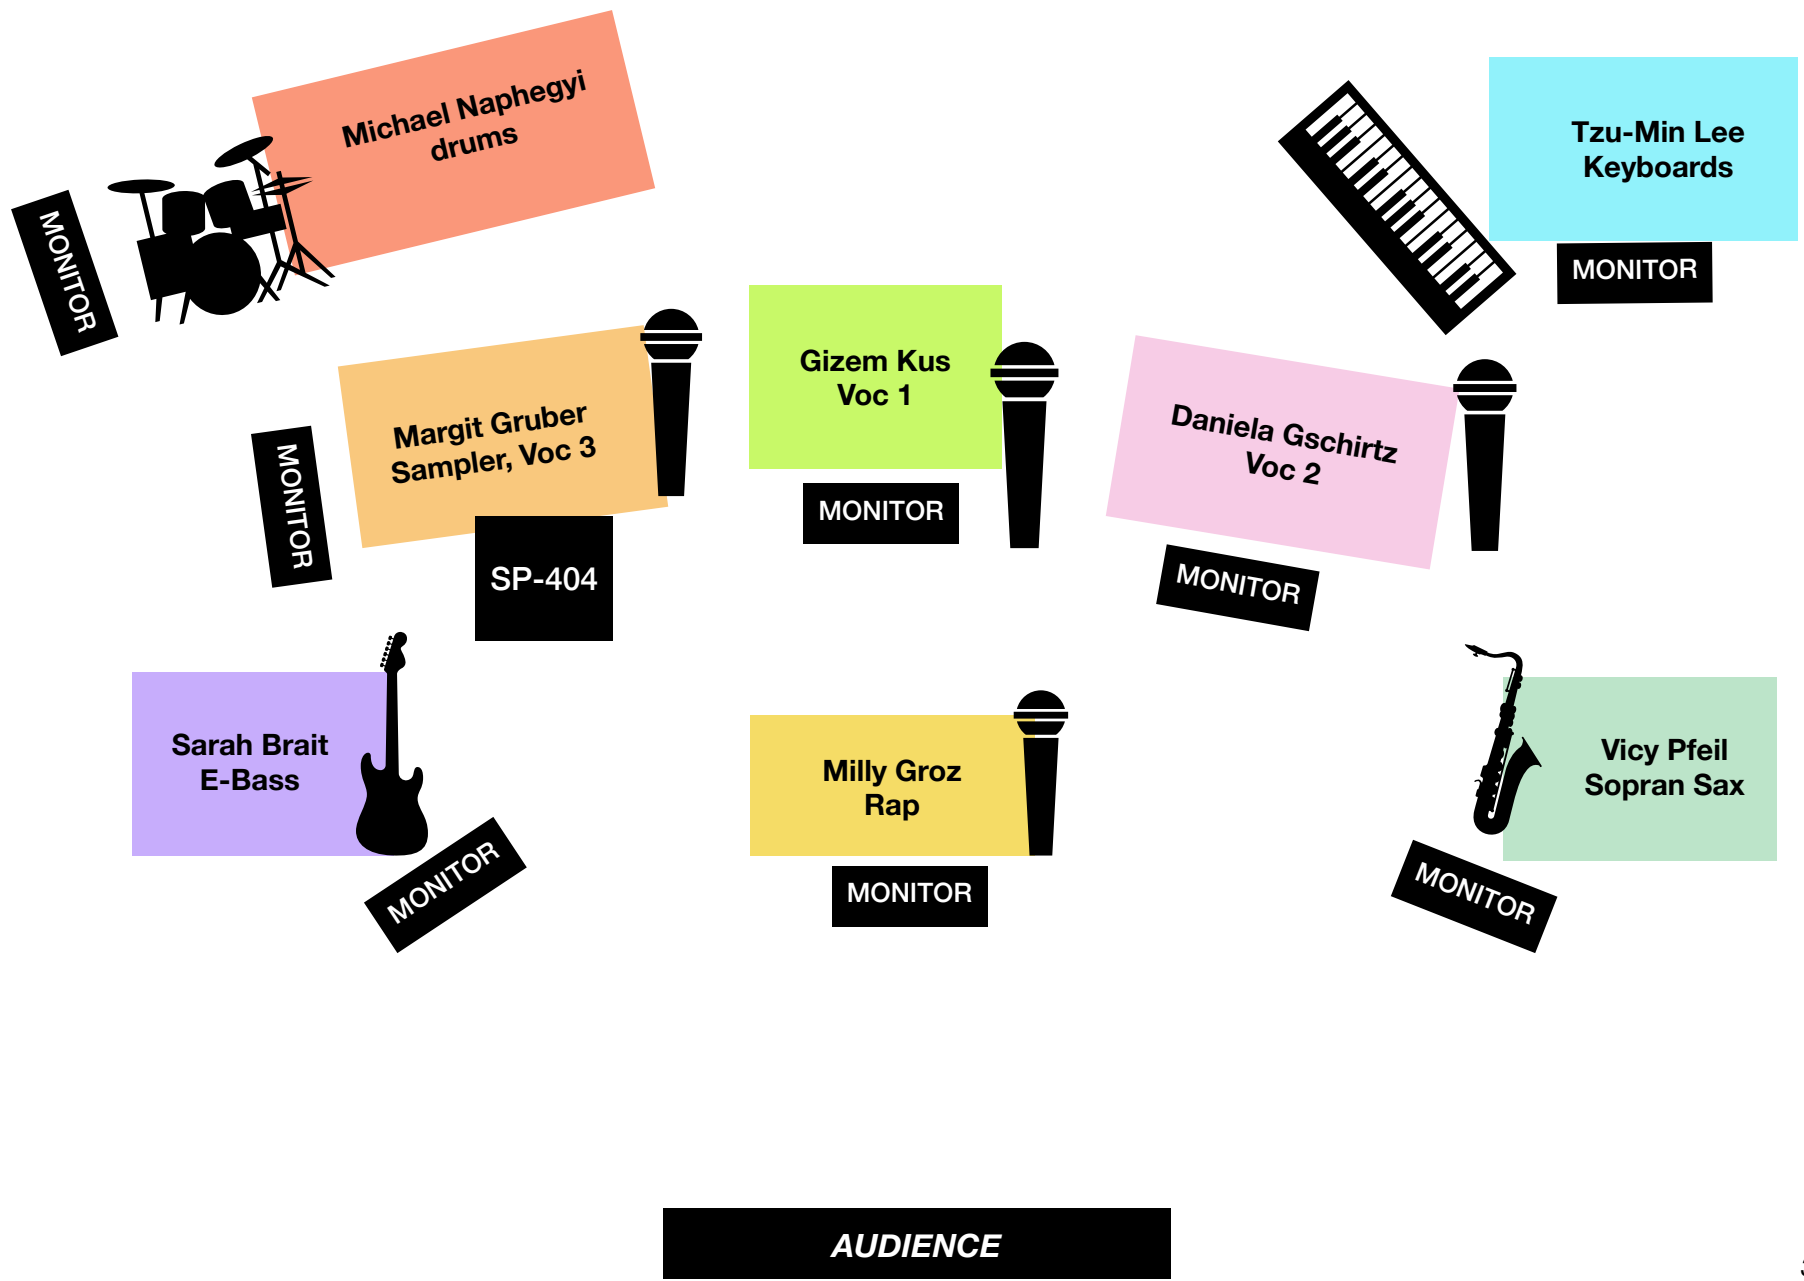 Michael Naphegyi
drums
MONITOR
Tzu-Min Lee
Keyboards
MONITOR
Margit Gruber
Sampler, Voc 3
MONITOR
SP-404
Gizem Kus
Voc 1
MONITOR
Daniela Gschirtz
Voc 2
MONITOR
Sarah Brait
E-Bass
MONITOR
Milly Groz
Rap
MONITOR
Vicy Pfeil
Sopran Sax
MONITOR
AUDIENCE